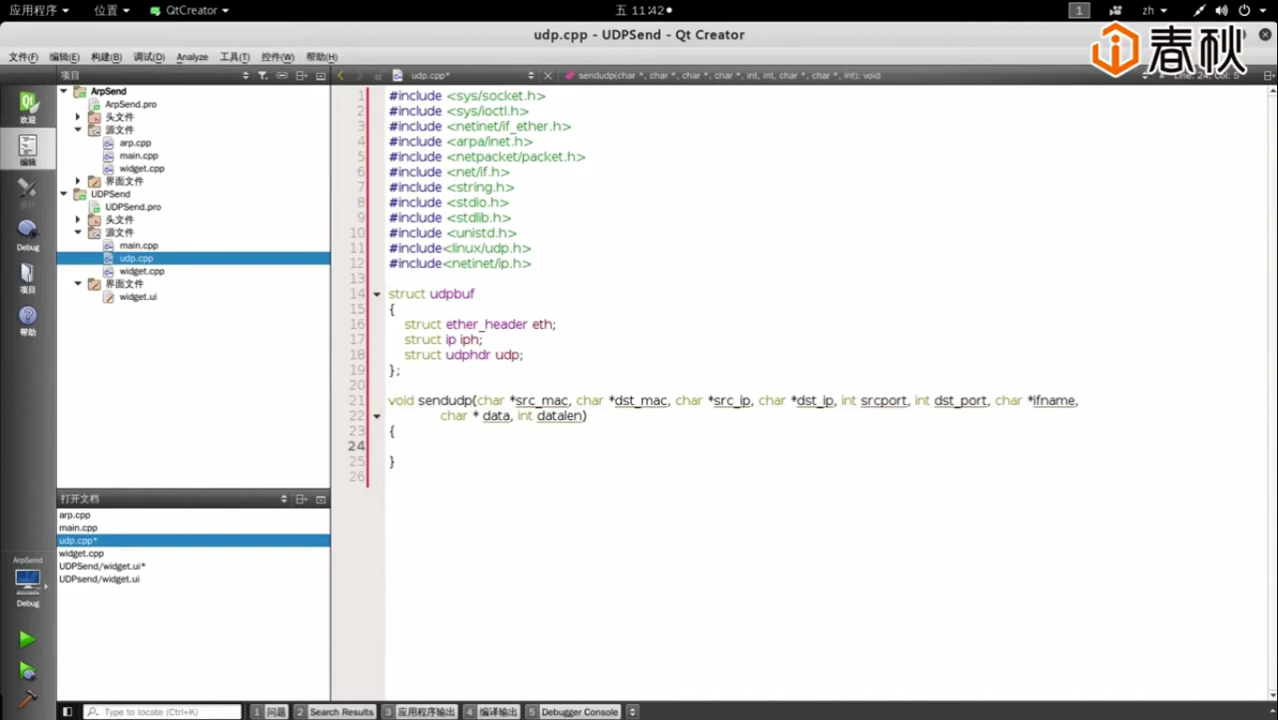 应用程序 位置 QtCreator 五 11:42 1 zh
udp.cpp - UDPSend - Qt Creator
春秋
文件(F) 编辑(E) 构建(B) 调试(D) Analyze 工具(T) 控件(W) 帮助(H)
项目 udp.cpp* sendudp(char *, char *, char *, char *, int, int, char *, char *, int): void
欢迎
编辑
Debug
项目
帮助
ArpSend
ArpSend.pro
头文件
源文件
arp.cpp
main.cpp
widget.cpp
界面文件
UDPSend
UDPSend.pro
头文件
源文件
main.cpp
udp.cpp
widget.cpp
界面文件
widget.ui
打开文档
arp.cpp
main.cpp
udp.cpp*
widget.cpp
UDPSend/widget.ui*
UDPsend/widget.ui
ArpSend
Debug
1 #include <sys/socket.h>
2 #include <sys/ioctl.h>
3 #include <netinet/if_ether.h>
4 #include <arpa/inet.h>
5 #include <netpacket/packet.h>
6 #include <net/if.h>
7 #include <string.h>
8 #include <stdio.h>
9 #include <stdlib.h>
10 #include <unistd.h>
11 #include<linux/udp.h>
12 #include<netinet/ip.h>
13
14 struct udpbuf
15 {
16 struct ether_header eth;
17 struct ip iph;
18 struct udphdr udp;
19 };
20
21 void sendudp(char *src_mac, char *dst_mac, char *src_ip, char *dst_ip, int srcport, int dst_port, char *ifname,
22 char * data, int datalen)
23 {
24
25 }
26
Type to locate (Ctrl+K) 1 问题 2 Search Results 3 应用程序输出 4 编译输出 5 Debugger Console